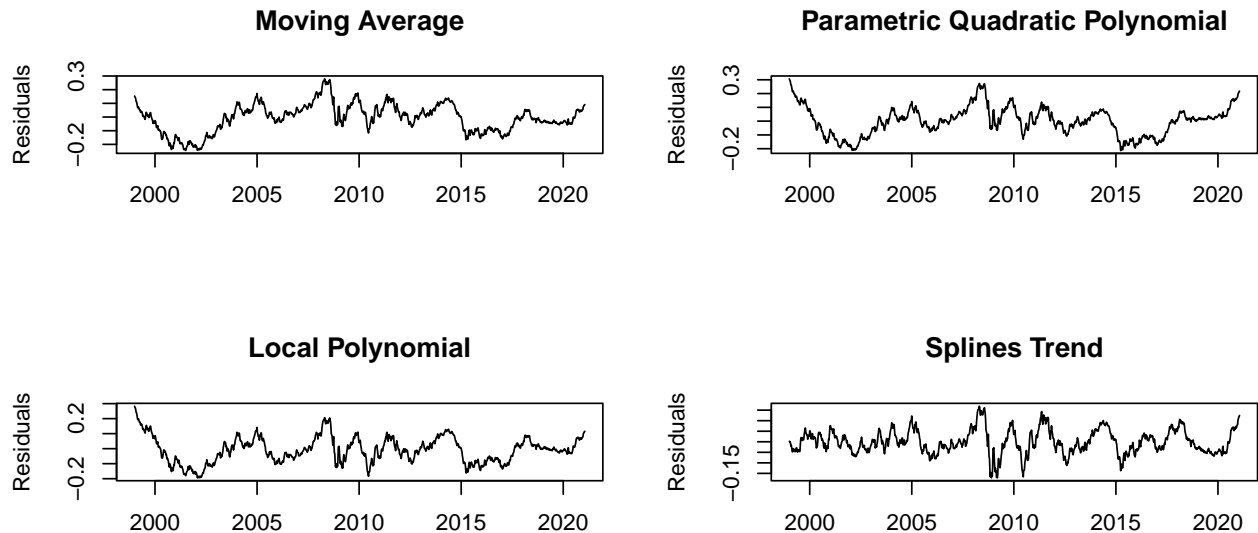 Moving Average
Residuals
0.3
−0.2
2000 2005 2010 2015 2020
Parametric Quadratic Polynomial
Residuals
0.3
−0.2
2000 2005 2010 2015 2020
Local Polynomial
Residuals
0.2
−0.2
2000 2005 2010 2015 2020
Splines Trend
Residuals
−0.15
2000 2005 2010 2015 2020